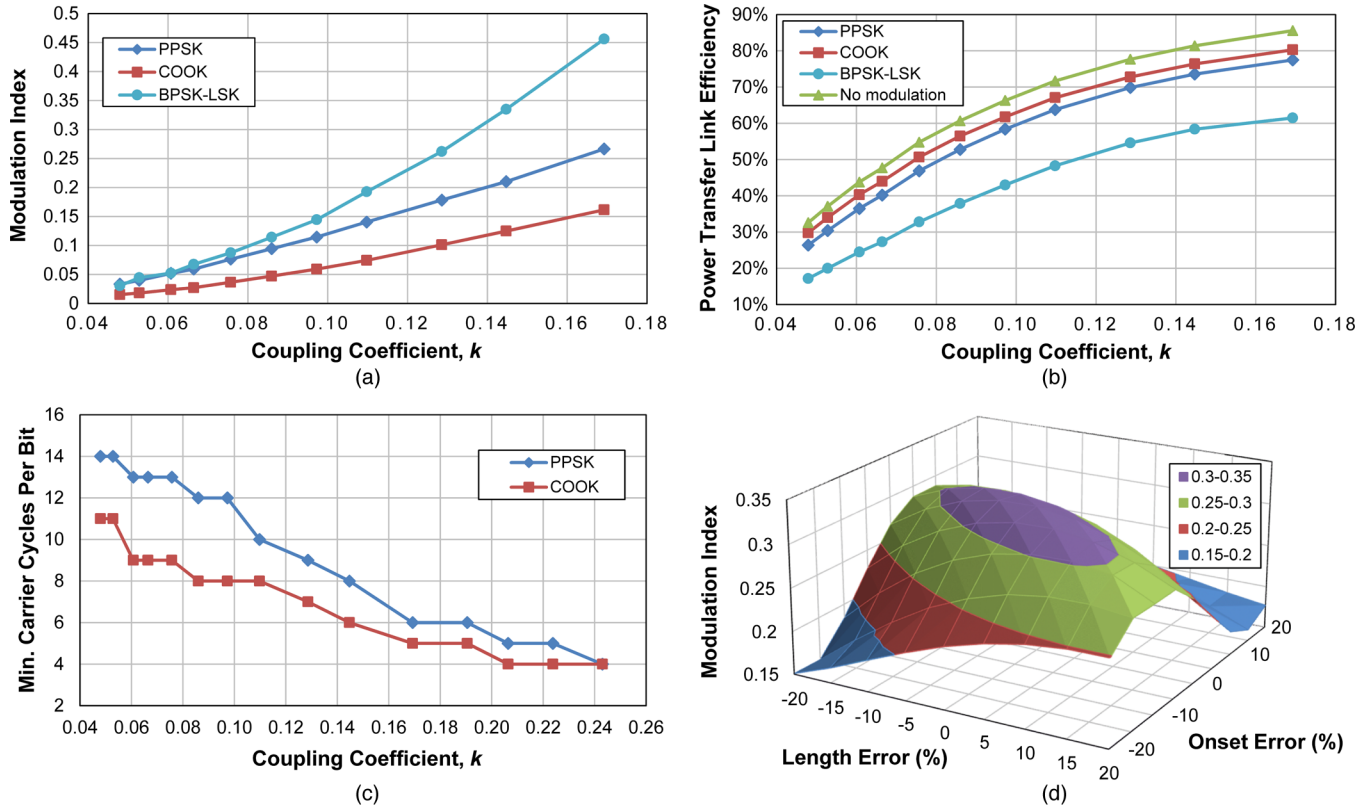 0.5
0.45
0.4
0.35
0.3
0.25
0.2
0.15
0.1
0.05
0
Modulation Index
PPSK
COOK
BPSK-LSK
0.04 0.06 0.08 0.10 0.12 0.14 0.16 0.18
Coupling Coefficient, k
(a)
90%
80%
70%
60%
50%
40%
30%
20%
10%
Power Transfer Link Efficiency
PPSK
COOK
BPSK-LSK
No modulation
0.04 0.06 0.08 0.10 0.12 0.14 0.16 0.18
Coupling Coefficient, k
(b)
16
14
12
10
8
6
4
2
Min. Carrier Cycles Per Bit
PPSK
COOK
0.04 0.06 0.08 0.10 0.12 0.14 0.16 0.18 0.20 0.22 0.24 0.26
Coupling Coefficient, k
(c)
0.35
0.3
0.25
0.2
0.15
Modulation Index
0.3-0.35
0.25-0.3
0.2-0.25
0.15-0.2
-20 -15 -10 -5 0 5 10 15 20
Length Error (%)
20
10
0
-10
-20
Onset Error (%)
(d)